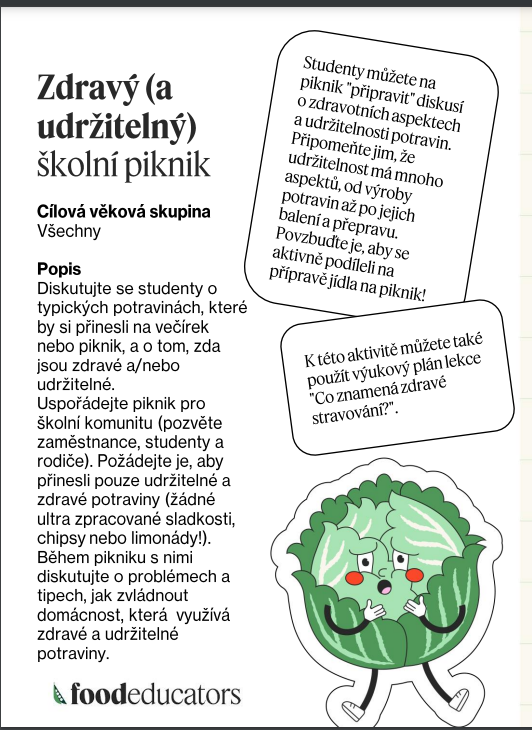 Zdravý (a
udržitelný)
školní piknik
Cílová věková skupina
Všechny
Popis
Diskutujte se studenty o
typických potravinách, které
by si přinesli na večírek
nebo piknik, a o tom, zda
jsou zdravé a/nebo
udržitelné.
Uspořádejte piknik pro
školní komunitu (pozvěte
zaměstnance, studenty a
rodiče). Požádejte je, aby
přinesli pouze udržitelné a
zdravé potraviny (žádné
ultra zpracované sladkosti,
chipsy nebo limonády!).
Během pikniku s nimi
diskutujte o problémech a
tipech, jak zvládnout
domácnost, která  využívá
zdravé a udržitelné
potraviny.
foodeducators
Studenty můžete na
piknik "připravit" diskusí
o zdravotních aspektech
a udržitelnosti potravin.
Připomeňte jim, že
udržitelnost má mnoho
aspektů, od výroby
potravin až po jejich
balení a přepravu.
Povzbuďte je, aby se
aktivně podíleli na
přípravě jídla na piknik!
K této aktivitě můžete také
použít výukový plán lekce
"Co znamená zdravé
stravování?".